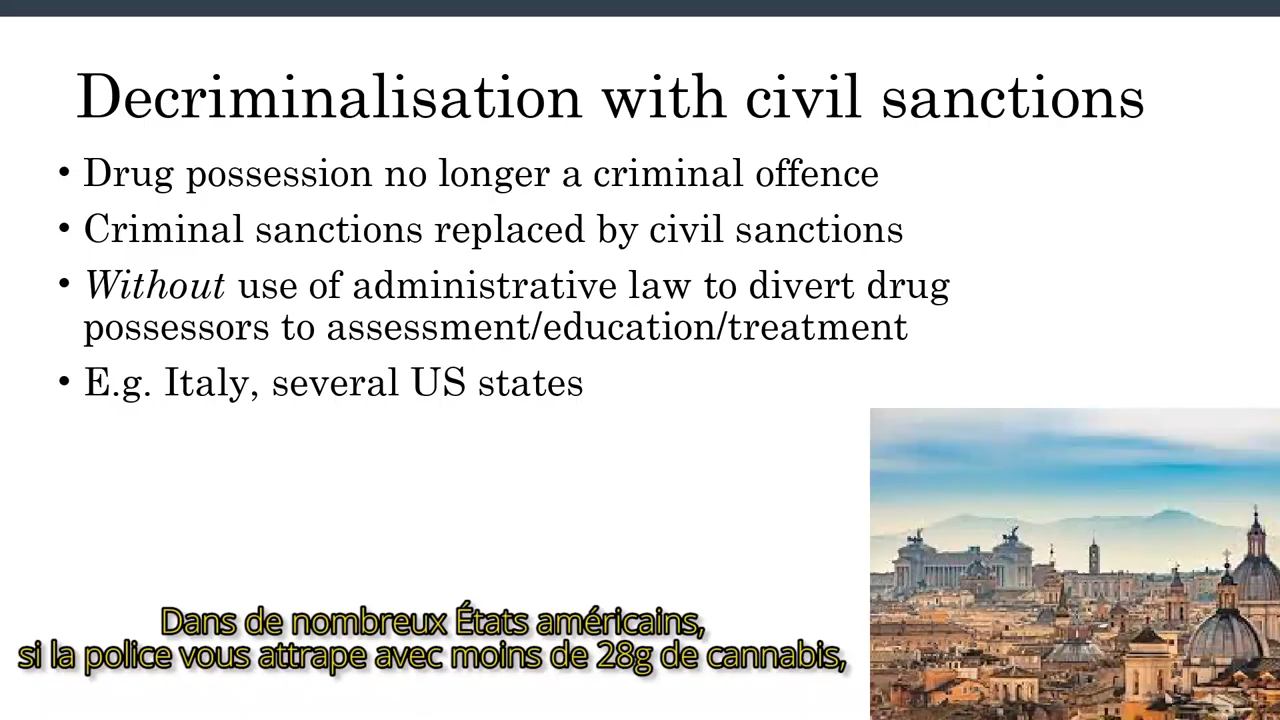 Decriminalisation with civil sanctions
• Drug possession no longer a criminal offence
• Criminal sanctions replaced by civil sanctions
• Without use of administrative law to divert drug
possessors to assessment/education/treatment
• E.g. Italy, several US states
Dans de nombreux États américains,
si la police vous attrape avec moins de 28g de cannabis,